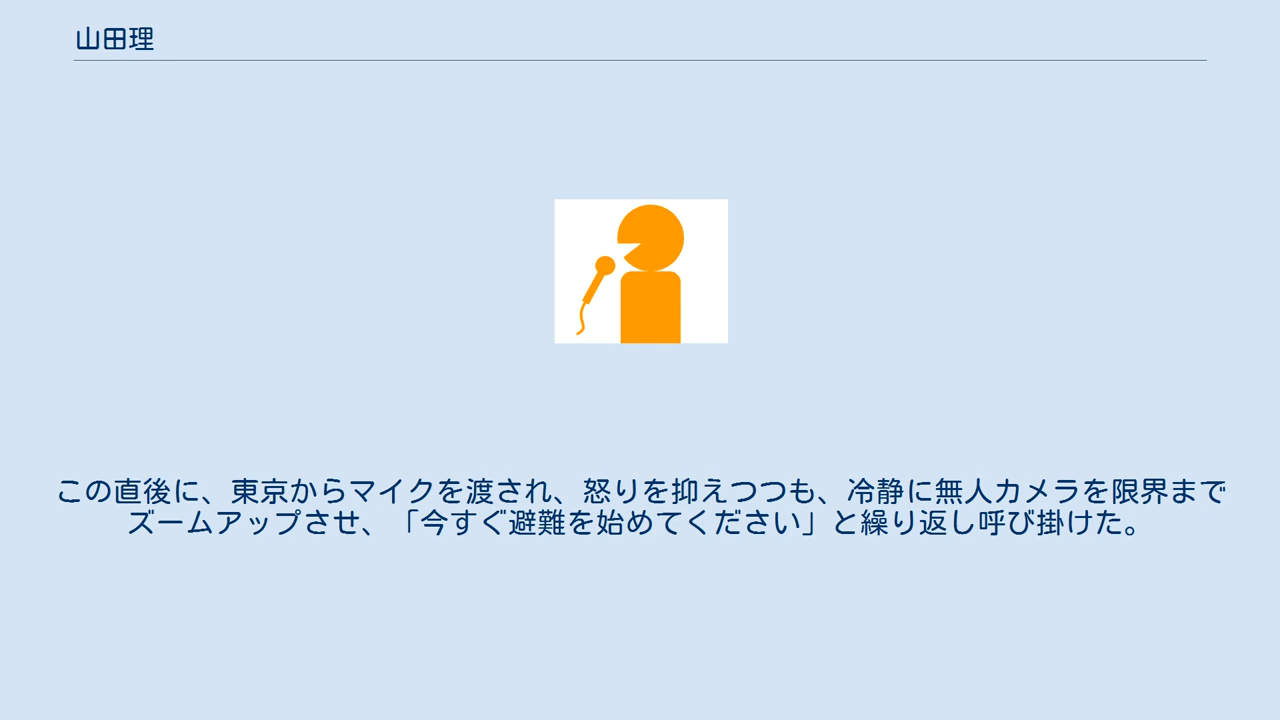 山田理
この直後に、東京からマイクを渡され、怒りを抑えつつも、冷静に無人カメラを限界まで
ズームアップさせ、「今すぐ避難を始めてください」と繰り返し呼び掛けた。